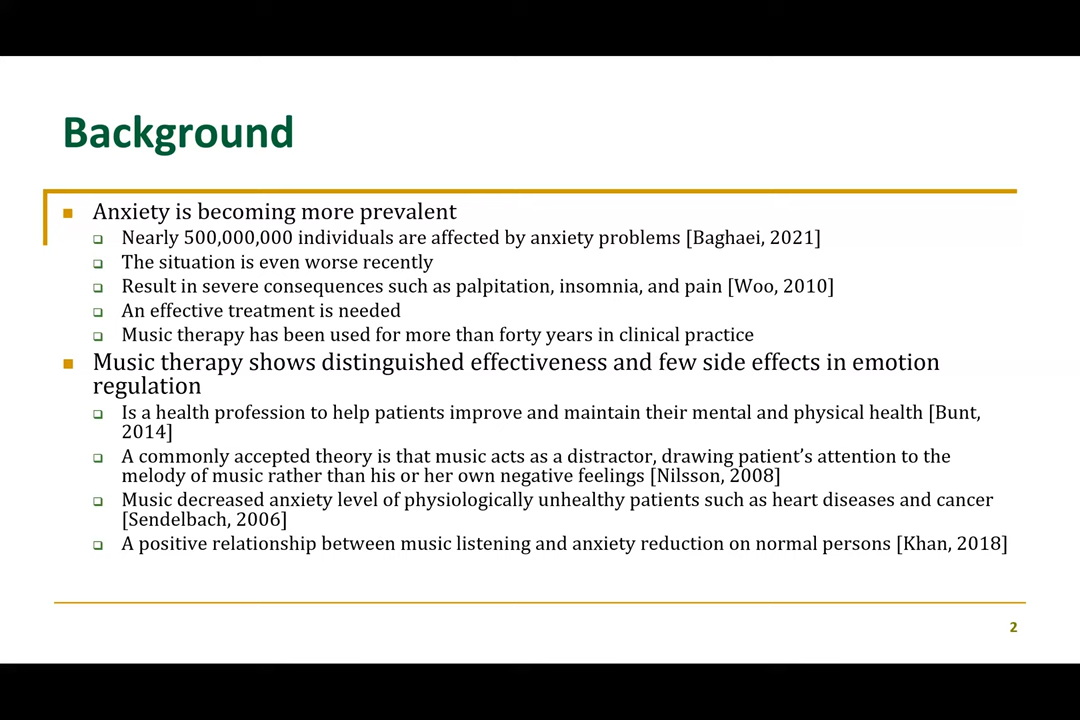 Background
Anxiety is becoming more prevalent
Nearly 500,000,000 individuals are affected by anxiety problems [Baghaei, 2021]
The situation is even worse recently
Result in severe consequences such as palpitation, insomnia, and pain [Woo, 2010]
An effective treatment is needed
Music therapy has been used for more than forty years in clinical practice
Music therapy shows distinguished effectiveness and few side effects in emotion
regulation
Is a health profession to help patients improve and maintain their mental and physical health [Bunt,
2014]
A commonly accepted theory is that music acts as a distractor, drawing patient’s attention to the
melody of music rather than his or her own negative feelings [Nilsson, 2008]
Music decreased anxiety level of physiologically unhealthy patients such as heart diseases and cancer
[Sendelbach, 2006]
A positive relationship between music listening and anxiety reduction on normal persons [Khan, 2018]
2